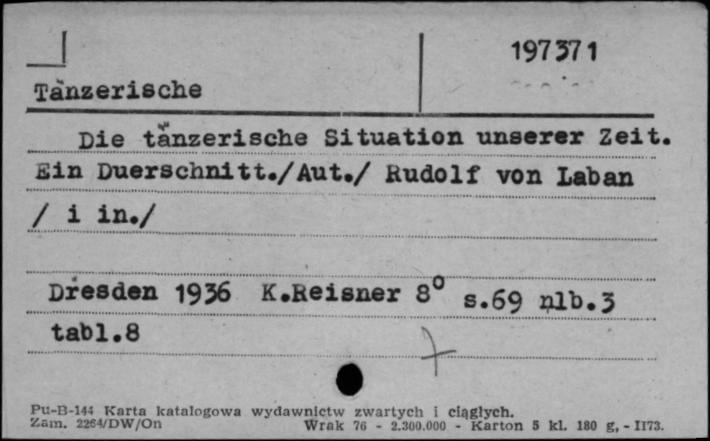 197371
Tänzerische
Die tänzerische Situation unserer Zeit.
Ein Duerschnitt./Aut./ Rudolf von Laban
/ i in./
Dresden 1936 K.Reisner 8° s.69 nlb.3
tabl.8
Pu-B-144 Karta katalogowa wydawnictw zwartych i ciągłych.
Zam. 2264/DW/On Wrak 76 - 2.300.000 - Karton 5 kl. 180 g, - II73.